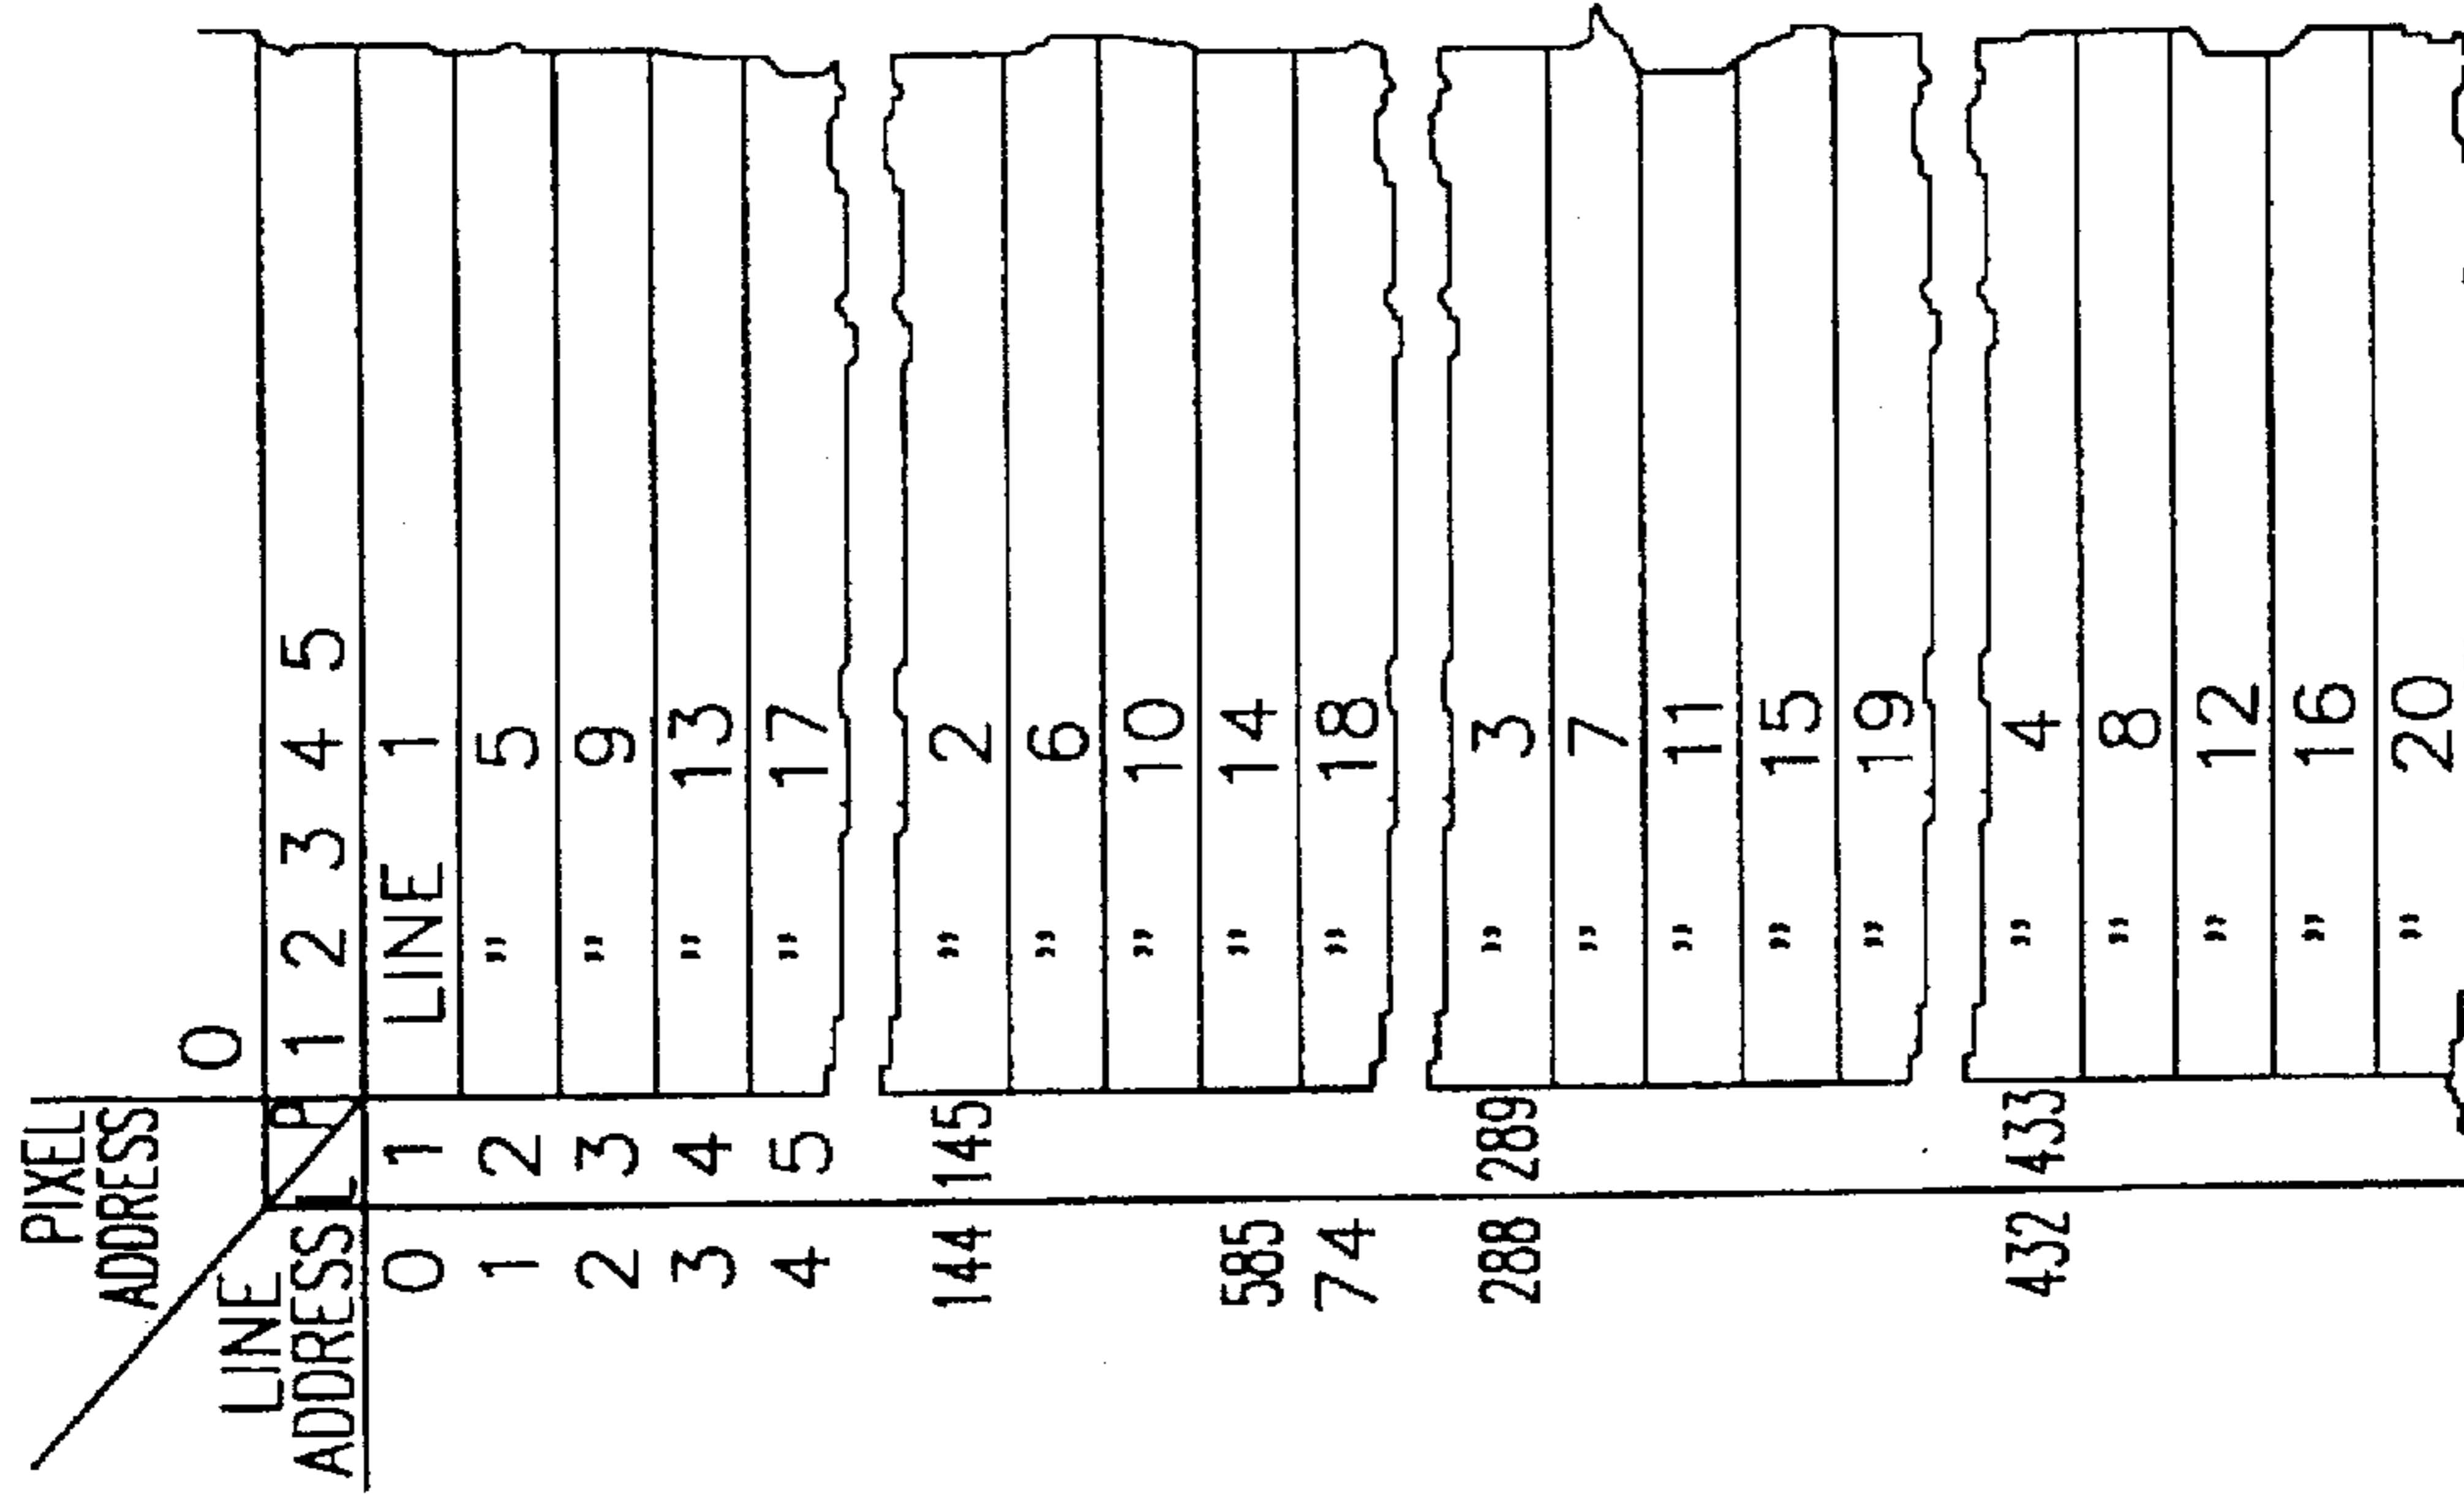 PIXEL ADDRESS 0
LINE ADDRESS L P 1 2 3 4 5
0 1 LINE 1
1 2 " 5
2 3 " 9
3 4 " 13
4 5 " 17
144 145 " 2
" 6
" 10
585 " 14
74 " 18
288 289 " 3
" 7
" 11
" 15
" 19
432 433 " 4
" 8
" 12
" 16
" 20